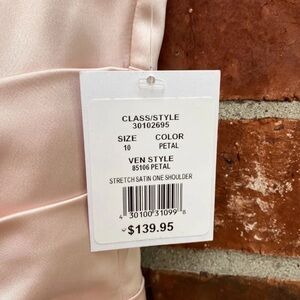 CLASS/STYLE
30102695
SIZE COLOR
10 PETAL
VEN STYLE
85106 PETAL
STRETCH SATIN ONE SHOULDER
4 30100 31099 8
$139.95